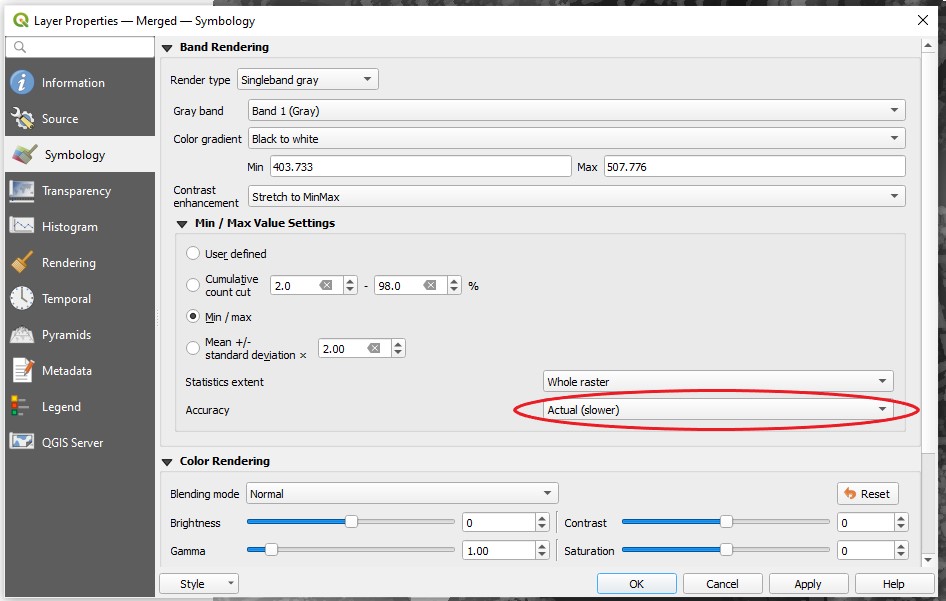 Layer Properties — Merged — Symbology
Band Rendering
Information
Source
Symbology
Transparency
Histogram
Rendering
Temporal
Pyramids
Metadata
Legend
QGIS Server
Render type Singleband gray
Gray band Band 1 (Gray)
Color gradient Black to white
Min 403.733 Max 507.776
Contrast
enhancement Stretch to MinMax
Min / Max Value Settings
User defined
Cumulative
count cut 2.0 - 98.0 %
Min / max
Mean +/-
standard deviation × 2.00
Statistics extent Whole raster
Accuracy Actual (slower)
Color Rendering
Blending mode Normal Reset
Brightness 0 Contrast 0
Gamma 1.00 Saturation 0
Style OK Cancel Apply Help